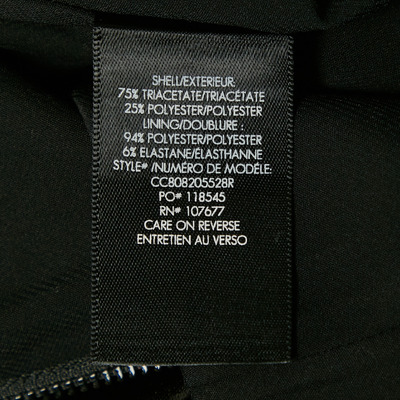 SHELL/EXTERIEUR:
75% TRIACETATE/TRIACÉTATE
25% POLYESTER/POLYESTER
LINING/DOUBLURE :
94% POLYESTER/POLYESTER
6% ELASTANE/ÉLASTHANNE
STYLE# /NUMÉRO DE MODÈLE:
CC808205528R
PO# 118545
RN# 107677
CARE ON REVERSE
ENTRETIEN AU VERSO